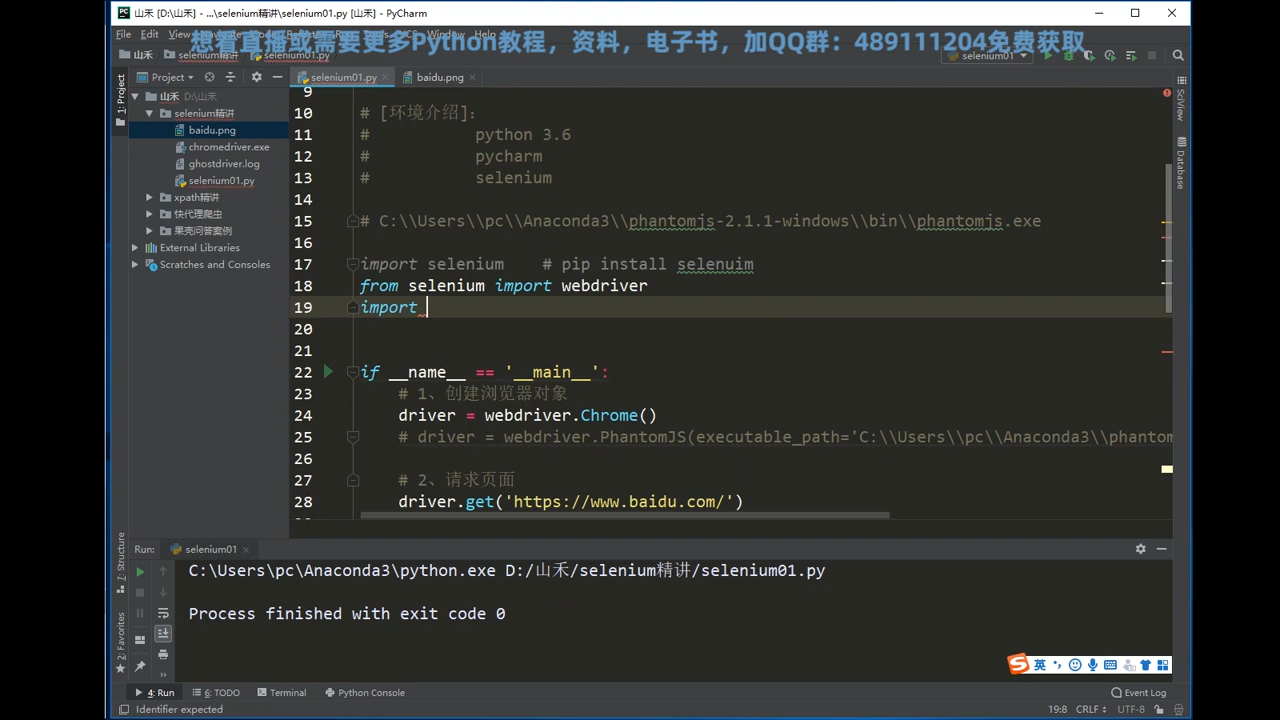 山禾 [D:\山禾] - ...\selenium精讲\selenium01.py [山禾] - PyCharm
File Edit View
Window Help
想看直播或需要更多Python教程，资料，电子书，加QQ群：489111204免费获取
山禾 selenium精讲 selenium01.py
selenium01
Project
selenium01.py
baidu.png
1: Project
山禾 D:\山禾
selenium精讲
baidu.png
chromedriver.exe
ghostdriver.log
selenium01.py
xpath精讲
快代理爬虫
果壳问答案例
External Libraries
Scratches and Consoles
9
10 # [环境介绍]:
11 # python 3.6
12 # pycharm
13 # selenium
14
15 # C:\\Users\\pc\\Anaconda3\\phantomjs-2.1.1-windows\\bin\\phantomjs.exe
16
17 import selenium # pip install selenuim
18 from selenium import webdriver
19 import
20
21
22 if __name__ == '__main__':
23 # 1、创建浏览器对象
24 driver = webdriver.Chrome()
25 # driver = webdriver.PhantomJS(executable_path='C:\\Users\\pc\\Anaconda3\\phantom
26
27 # 2、请求页面
28 driver.get('https://www.baidu.com/')
SciView
Database
7: Structure
2: Favorites
Run: selenium01
C:\Users\pc\Anaconda3\python.exe D:/山禾/selenium精讲/selenium01.py
Process finished with exit code 0
英
4: Run 6: TODO Terminal Python Console Event Log
Identifier expected 19:8 CRLF UTF-8